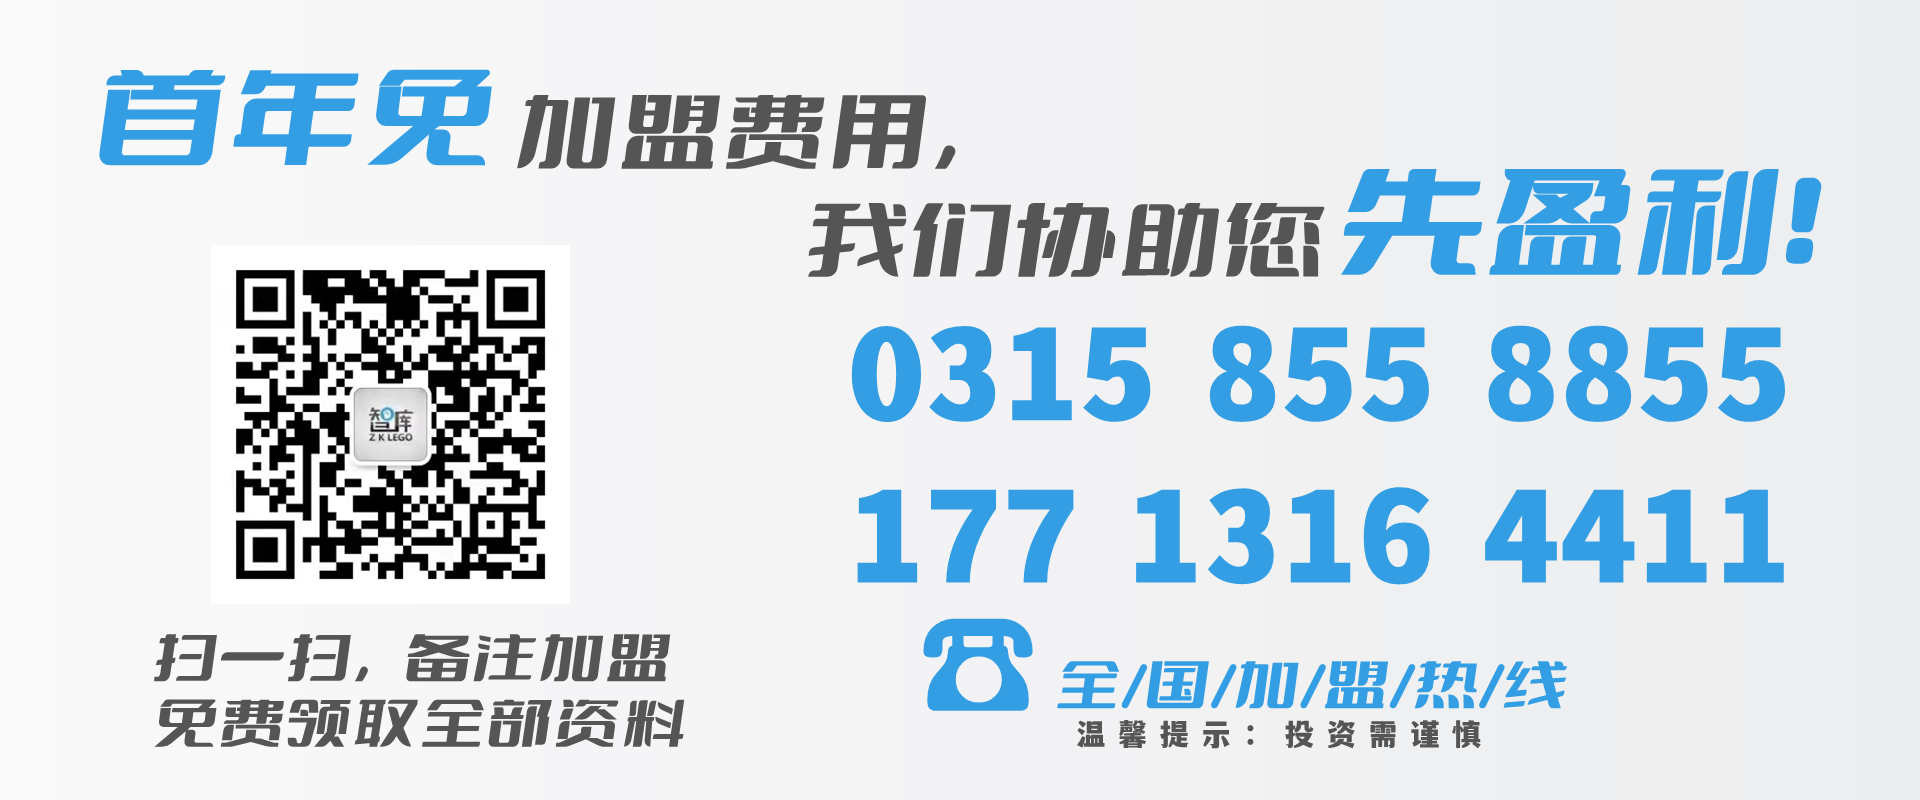 首年免加盟费用,
我们协助您先盈利!
0315 855 8855
177 1316 4411
智库
Z K LEGO
扫一扫, 备注加盟
免费领取全部资料
全/国/加/盟/热/线
温馨提示: 投资需谨慎